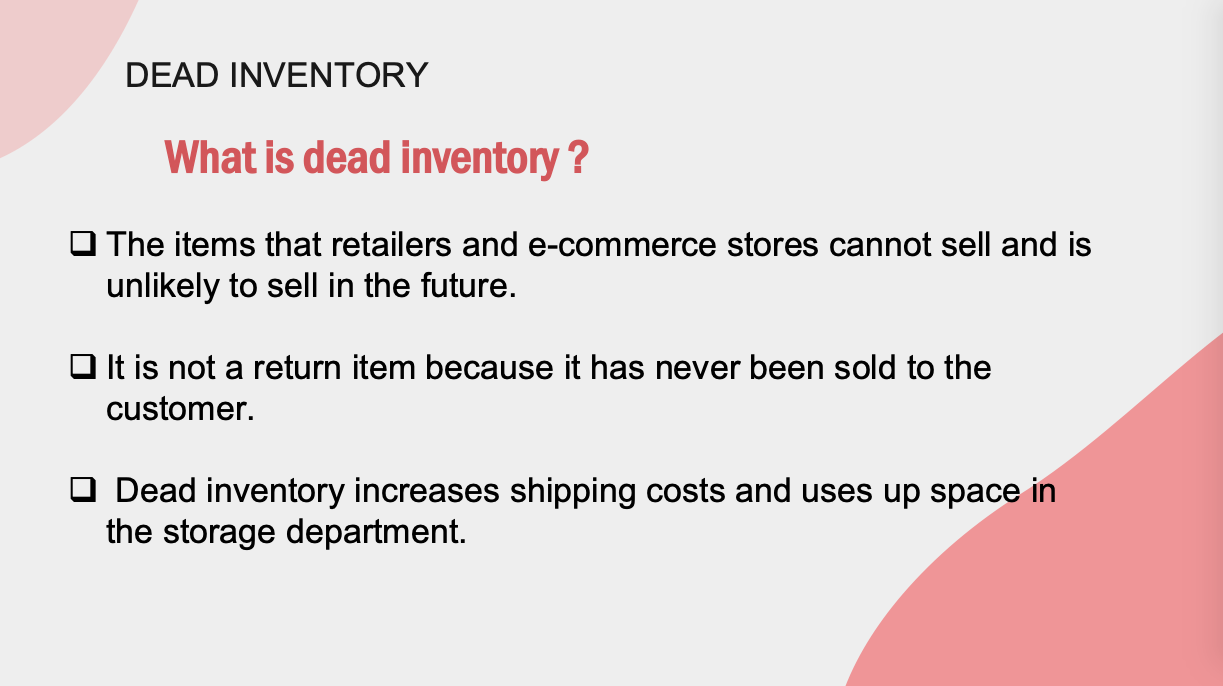 DEAD INVENTORY
What is dead inventory ?
❑ The items that retailers and e-commerce stores cannot sell and is
unlikely to sell in the future.
❑ It is not a return item because it has never been sold to the
customer.
❑ Dead inventory increases shipping costs and uses up space in
the storage department.